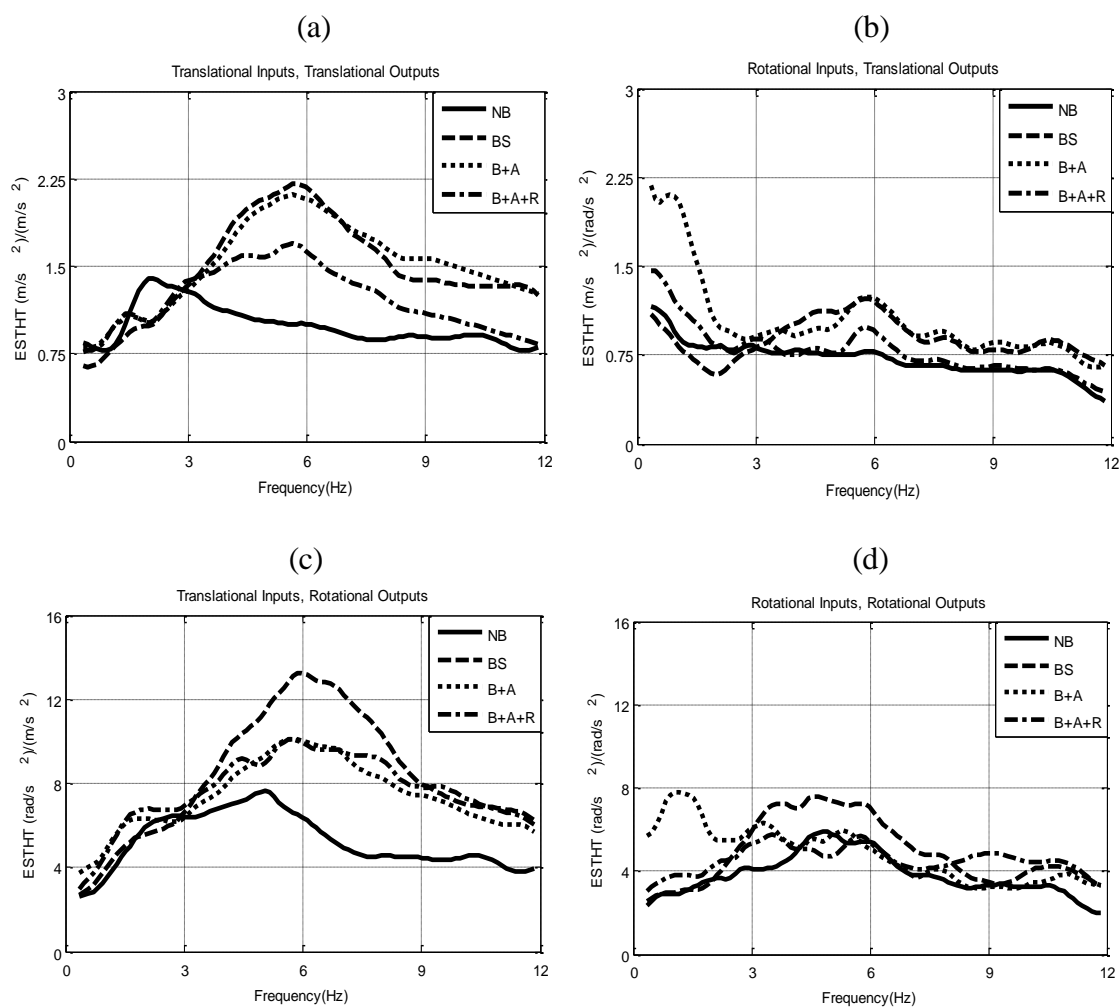 (a)
Translational Inputs, Translational Outputs
3
2.25
1.5
0.75
0
ESTHT (m/s ²)/(m/s ²)
NB
BS
B+A
B+A+R
0 3 6 9 12
Frequency(Hz)
(b)
Rotational Inputs, Translational Outputs
3
2.25
1.5
0.75
0
ESTHT (m/s ²)/(rad/s ²)
NB
BS
B+A
B+A+R
0 3 6 9 12
Frequency(Hz)
(c)
Translational Inputs, Rotational Outputs
16
12
8
4
0
ESTHT (rad/s ²)/(m/s ²)
NB
BS
B+A
B+A+R
0 3 6 9 12
Frequency(Hz)
(d)
Rotational Inputs, Rotational Outputs
16
12
8
4
0
ESTHT (rad/s ²)/(rad/s ²)
NB
BS
B+A
B+A+R
0 3 6 9 12
Frequency(Hz)